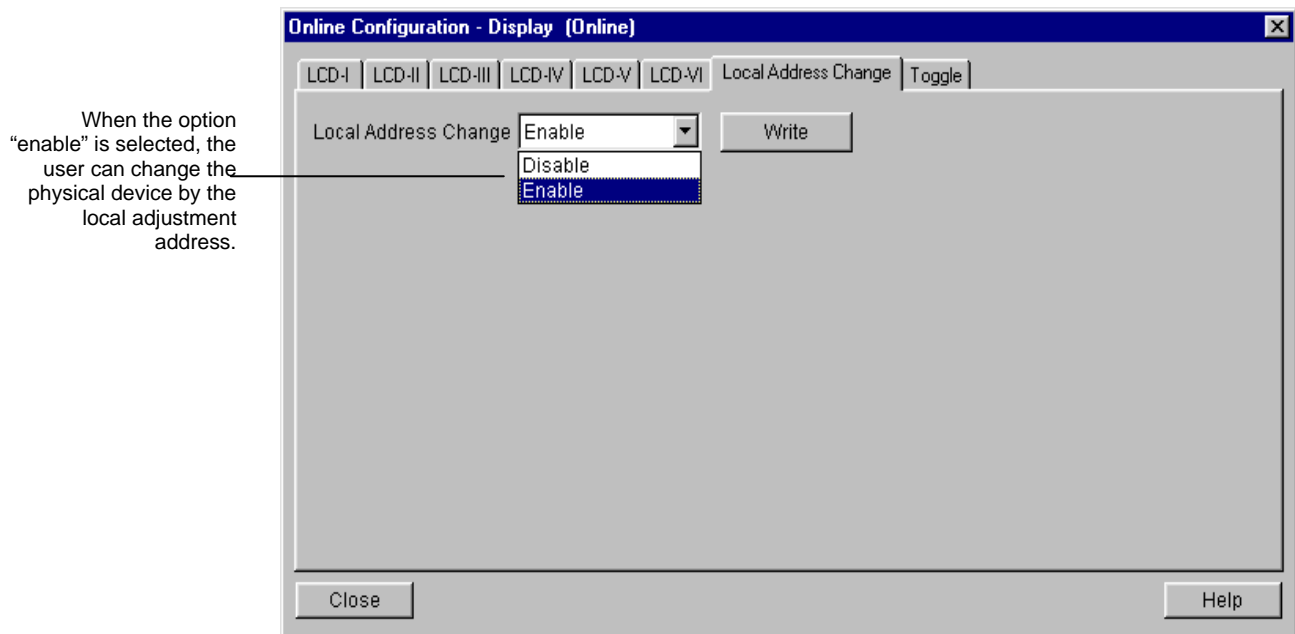 Online Configuration - Display (Online)
LCD-I LCD-II LCD-III LCD-IV LCD-V LCD-VI Local Address Change Toggle
When the option
“enable” is selected, the
user can change the
physical device by the
local adjustment
address.
Local Address Change Enable Write
Disable
Enable
Close Help